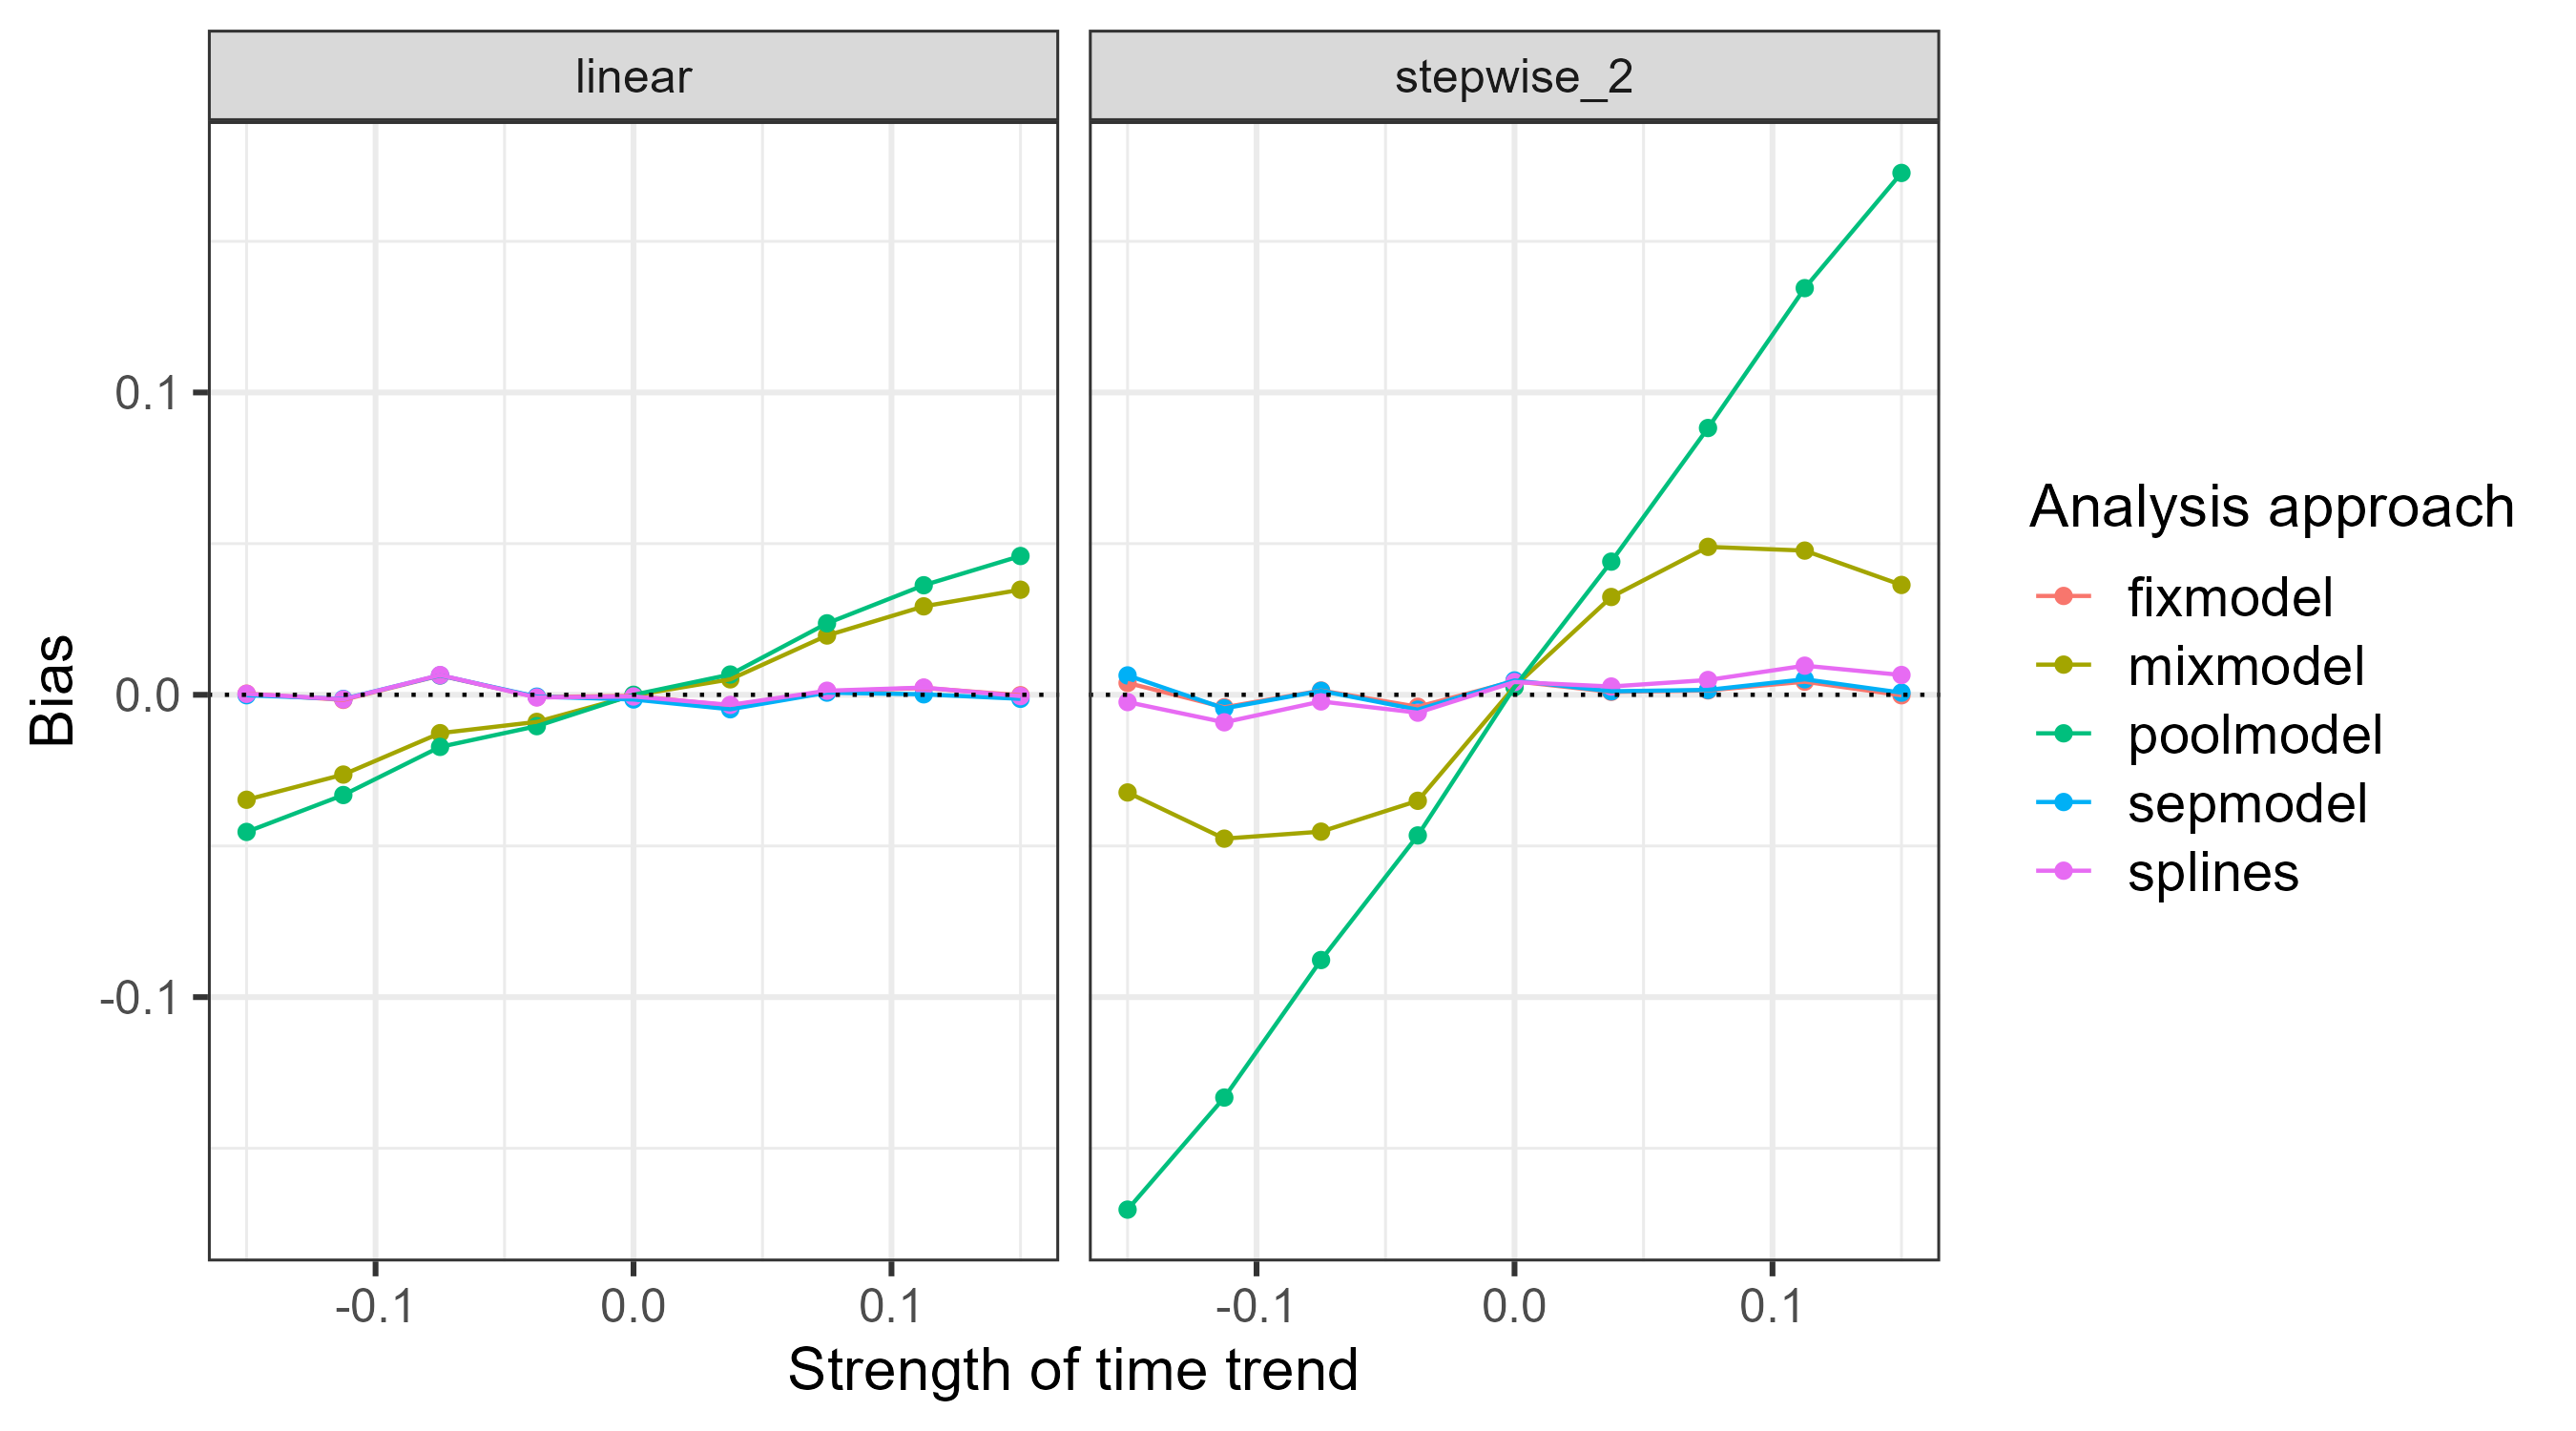 linear
stepwise_2
Bias
0.1
0.0
-0.1
-0.1
0.0
0.1
-0.1
0.0
0.1
Strength of time trend
Analysis approach
fixmodel
mixmodel
poolmodel
sepmodel
splines